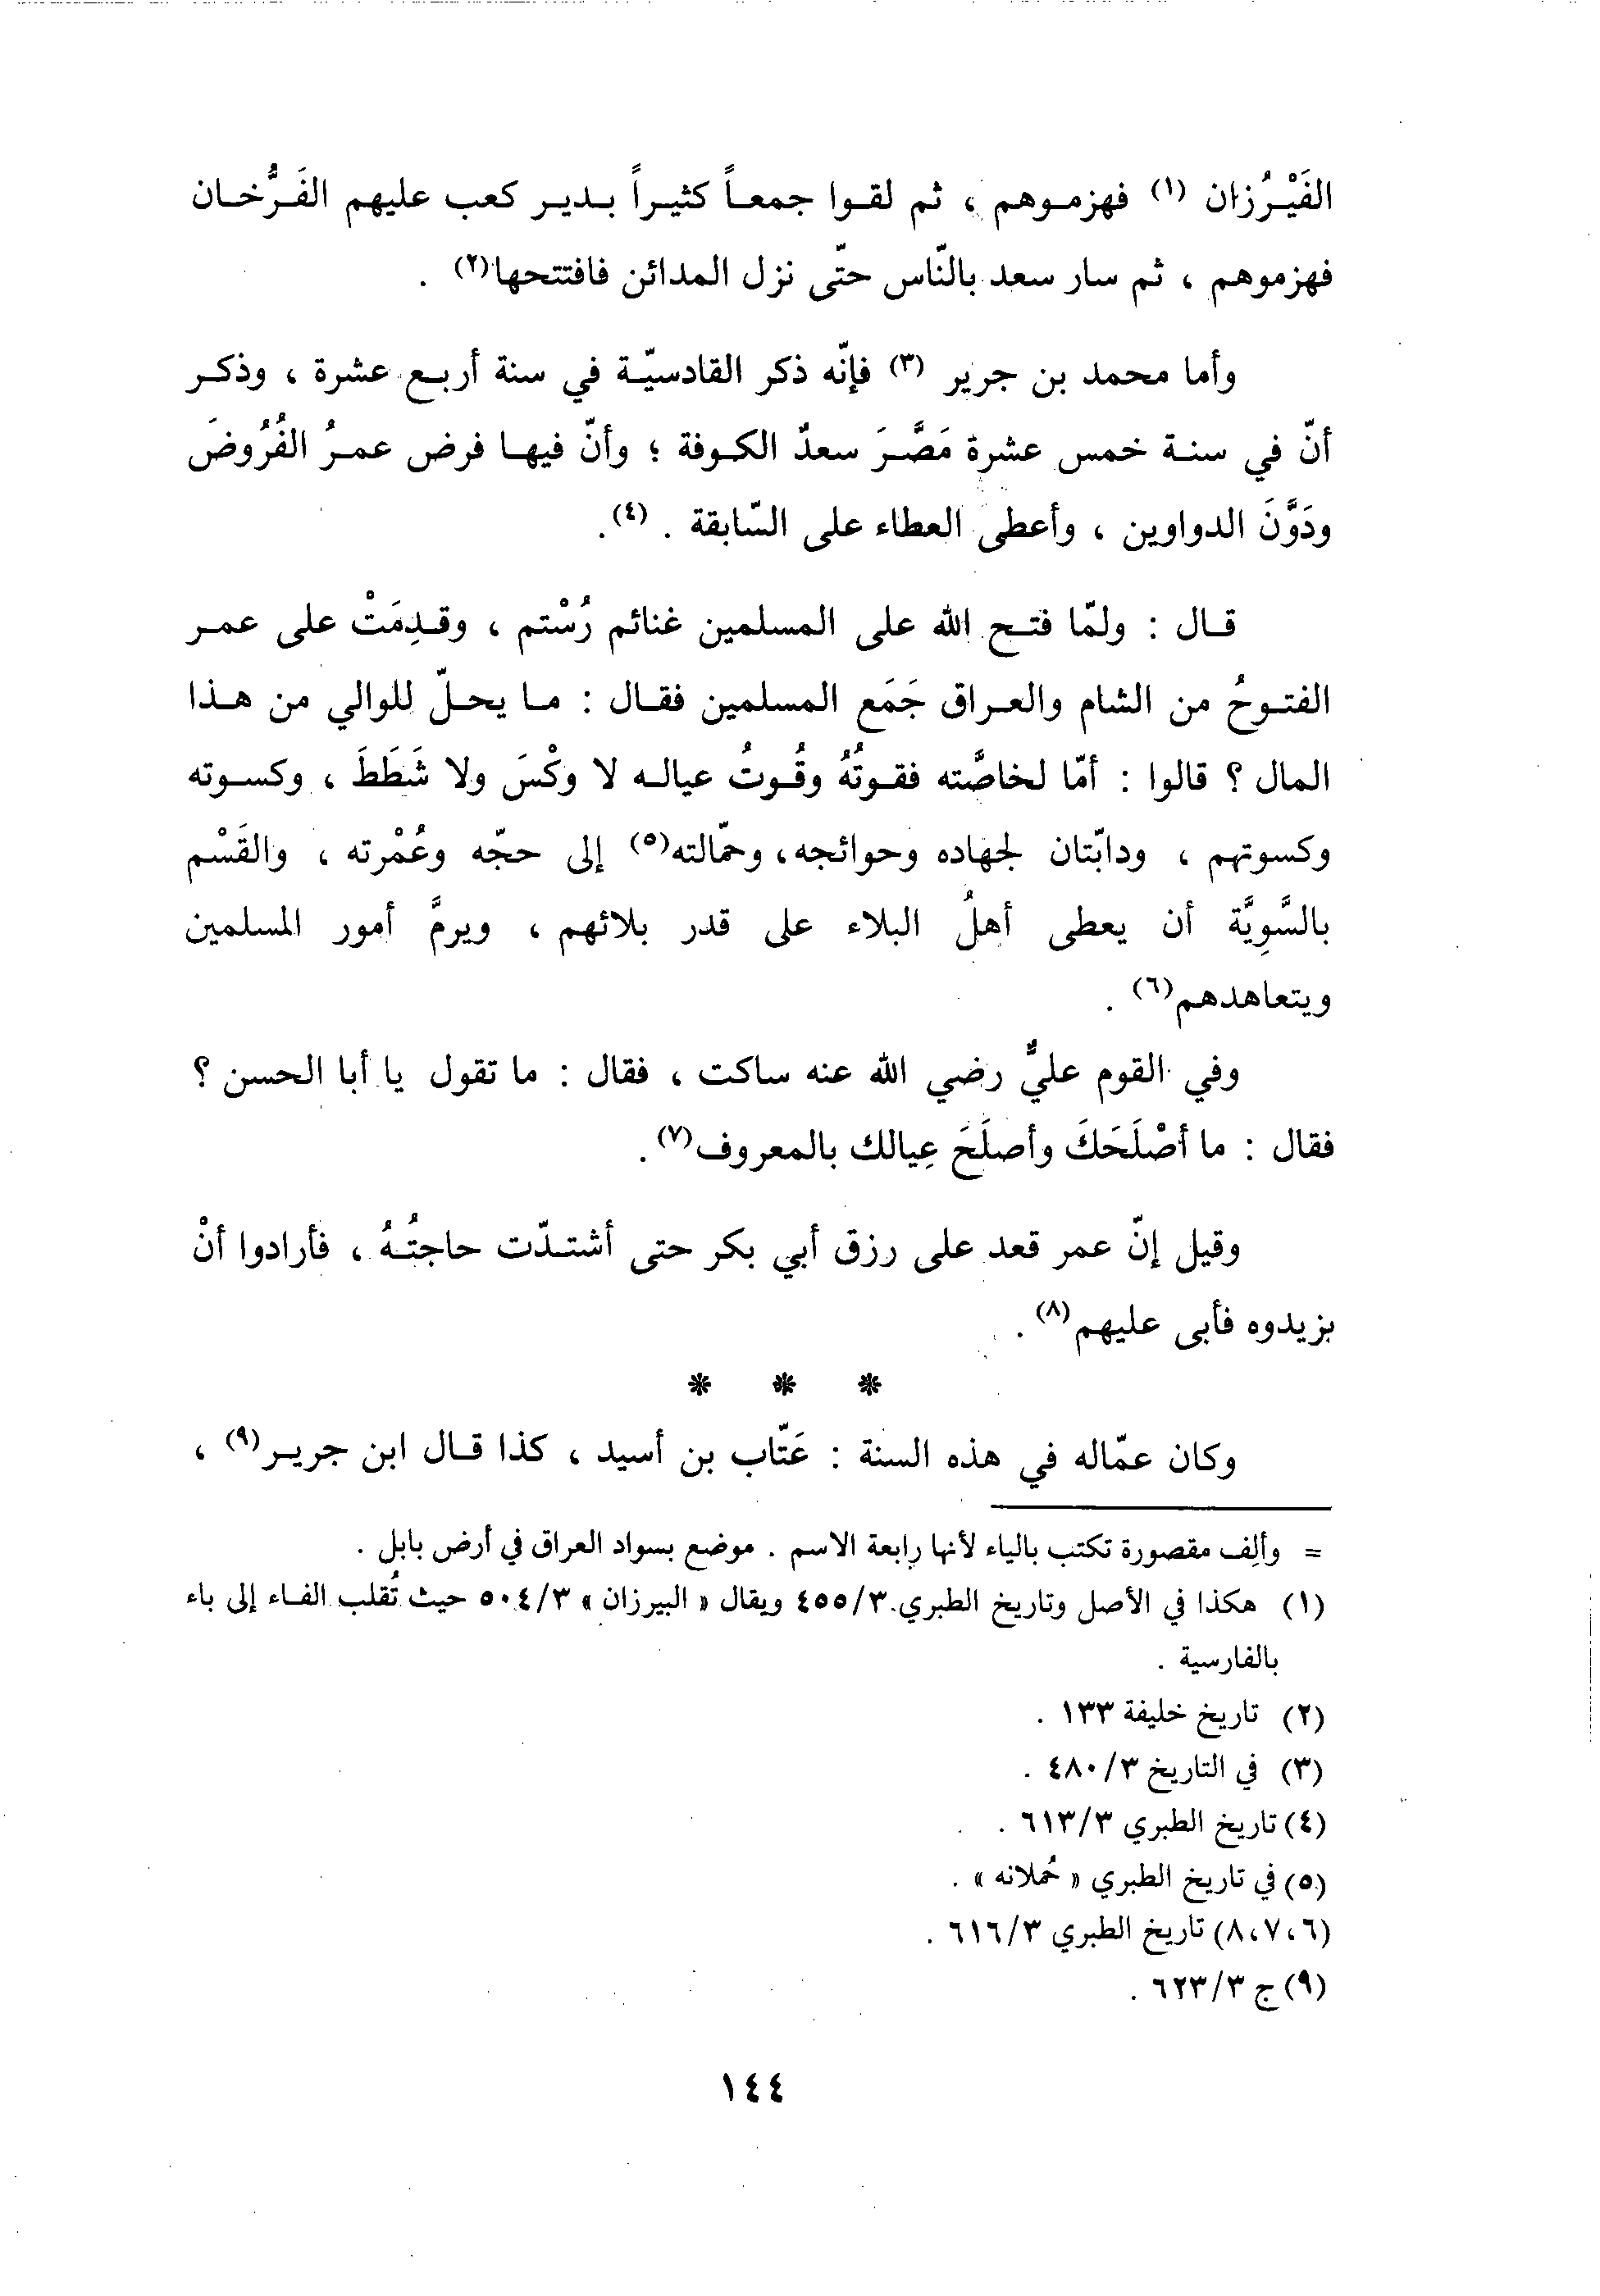 الفَيْرُزان (١) فهزموهم ، ثم لقوا جمعاً كثيراً بدير كعب عليهم الفَرُّخان
فهزموهم ، ثم سار سعد بالنّاس حتّى نزل المدائن فافتتحها(٢) .
وأما محمد بن جرير (٣) فإنّه ذكر القادسيّة في سنة أربع عشرة ، وذكر
أنّ في سنة خمس عشرة مَصَّرَ سعدٌ الكوفة ؛ وأنّ فيها فرض عمرُ الفُرُوضَ
ودَوَّنَ الدواوين ، وأعطى العطاء على السّابقة . (٤).
قال : ولمّا فتح الله على المسلمين غنائم رُسْتم ، وقدِمَتْ على عمر
الفتوحُ من الشام والعراق جَمَع المسلمين فقال : ما يحلّ للوالي من هذا
المال ؟ قالوا : أمّا لخاصَّته فقوتُهُ وقُوتُ عياله لا وكْسَ ولا شَطَطَ ، وكسوته
وكسوتهم ، ودابّتان لجهاده وحوائجه، وحمّالته(٥) إلى حجّه وعُمْرته ، والقَسْم
بالسَّوِيَّة أن يعطى أهلُ البلاء على قدر بلائهم ، ويرمَّ أمور المسلمين
ويتعاهدهم(٦) .
وفي القوم عليٌّ رضي الله عنه ساكت ، فقال : ما تقول يا أبا الحسن ؟
فقال : ما أصْلَحَكَ وأصلَحَ عِيالك بالمعروف(٧).
وقيل إنّ عمر قعد على رزق أبي بكر حتى أشتدّت حاجتُهُ ، فأرادوا أنْ
بزيدوه فأبى عليهم(٨) .
* * *
وكان عمّاله في هذه السنة : عَتّاب بن أسيد ، كذا قال ابن جرير(٩) ،
= وألِف مقصورة تكتب بالياء لأنها رابعة الاسم . موضع بسواد العراق في أرض بابل .
(١) هكذا في الأصل وتاريخ الطبري ٤٥٥/٣ ويقال « البيرزان » ٥٠٤/٣ حيث تُقلب الفاء إلى باء
بالفارسية .
(٢) تاريخ خليفة ١٣٣ .
(٣) في التاريخ ٤٨٠/٣ .
(٤) تاريخ الطبري ٦١٣/٣ .
(٥) في تاريخ الطبري « حُملانه » .
(٨،٧،٦) تاريخ الطبري ٦١٦/٣ .
(٩) ج ٦٢٣/٣ .
١٤٤